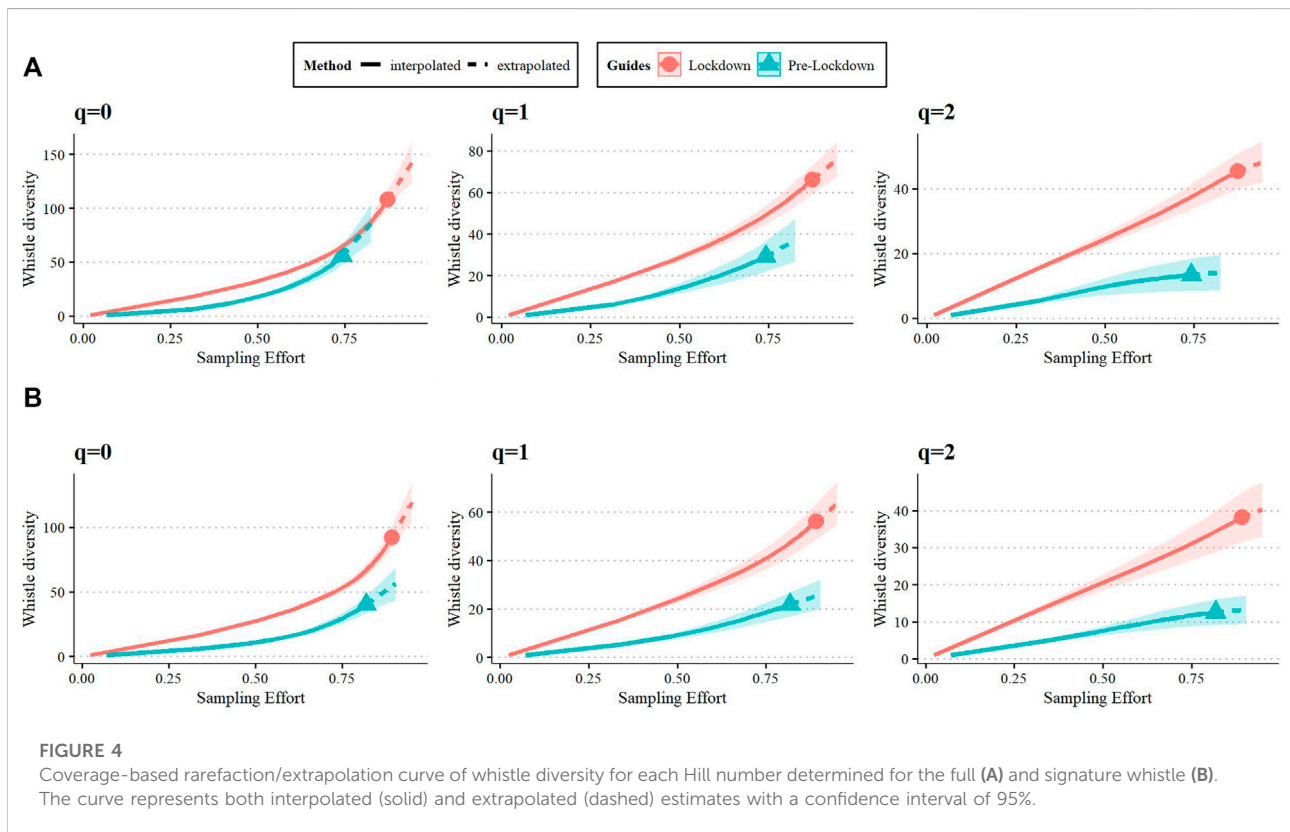 A
Method interpolated extrapolated
Guides Lockdown Pre-Lockdown
q=0
Whistle diversity
150
100
50
0
0.00 0.25 0.50 0.75
Sampling Effort
q=1
Whistle diversity
80
60
40
20
0
0.00 0.25 0.50 0.75
Sampling Effort
q=2
Whistle diversity
40
20
0
0.00 0.25 0.50 0.75
Sampling Effort
B
q=0
Whistle diversity
100
50
0
0.00 0.25 0.50 0.75
Sampling Effort
q=1
Whistle diversity
60
40
20
0
0.00 0.25 0.50 0.75
Sampling Effort
q=2
Whistle diversity
40
30
20
10
0
0.00 0.25 0.50 0.75
Sampling Effort
FIGURE 4
Coverage-based rarefaction/extrapolation curve of whistle diversity for each Hill number determined for the full (A) and signature whistle (B).
The curve represents both interpolated (solid) and extrapolated (dashed) estimates with a confidence interval of 95%.